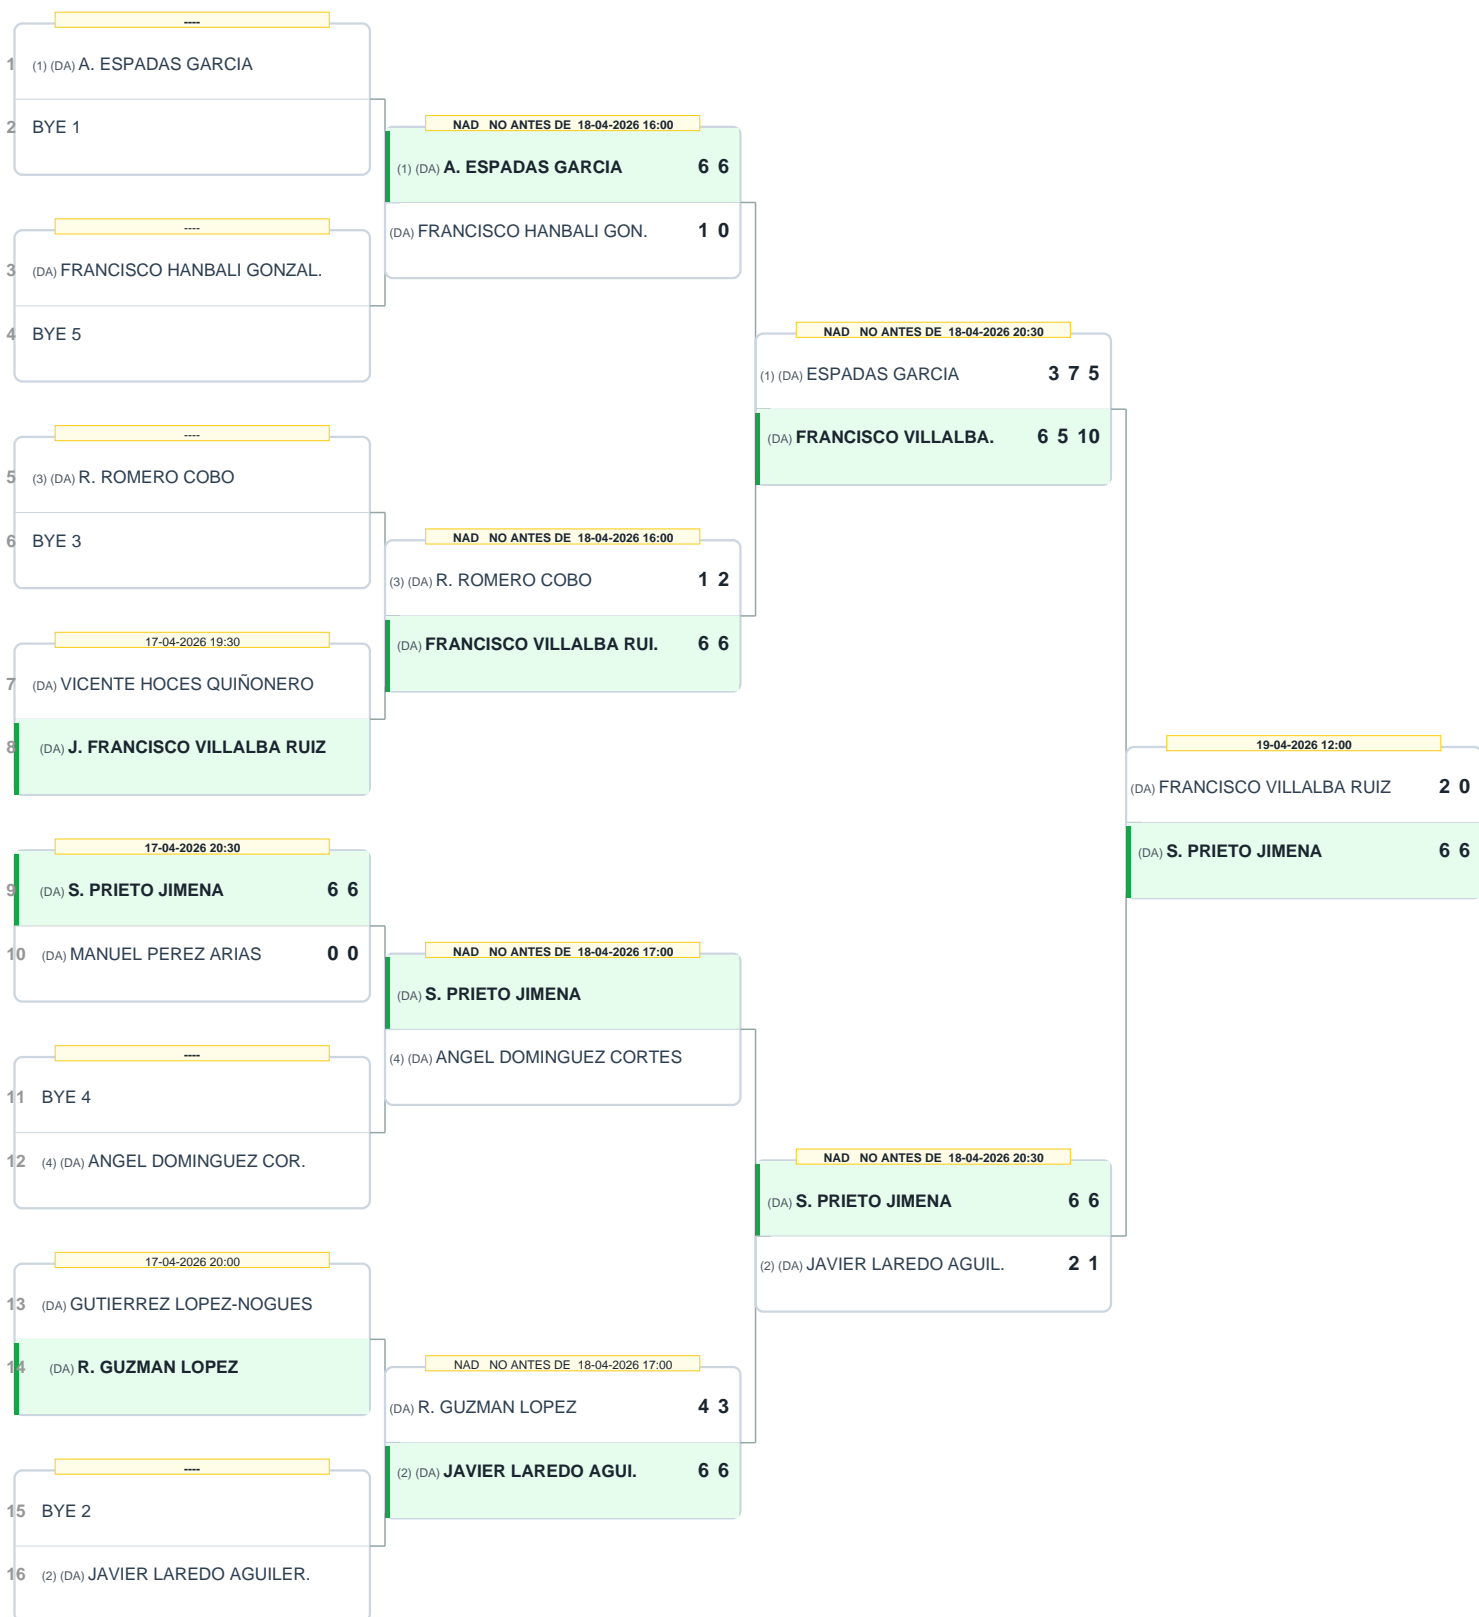 ----
1 (1) (DA) A. ESPADAS GARCIA
2 BYE 1
----
3 (DA) FRANCISCO HANBALI GONZAL.
4 BYE 5
----
5 (3) (DA) R. ROMERO COBO
6 BYE 3
17-04-2026 19:30
7 (DA) VICENTE HOCES QUIÑONERO
8 (DA) J. FRANCISCO VILLALBA RUIZ
17-04-2026 20:30
9 (DA) S. PRIETO JIMENA 6 6
10 (DA) MANUEL PEREZ ARIAS 0 0
----
11 BYE 4
12 (4) (DA) ANGEL DOMINGUEZ COR.
17-04-2026 20:00
13 (DA) GUTIERREZ LOPEZ-NOGUES
14 (DA) R. GUZMAN LOPEZ
----
15 BYE 2
16 (2) (DA) JAVIER LAREDO AGUILER.
NAD NO ANTES DE 18-04-2026 16:00
(1) (DA) A. ESPADAS GARCIA 6 6
(DA) FRANCISCO HANBALI GON. 1 0
NAD NO ANTES DE 18-04-2026 16:00
(3) (DA) R. ROMERO COBO 1 2
(DA) FRANCISCO VILLALBA RUI. 6 6
NAD NO ANTES DE 18-04-2026 17:00
(DA) S. PRIETO JIMENA
(4) (DA) ANGEL DOMINGUEZ CORTES
NAD NO ANTES DE 18-04-2026 17:00
(DA) R. GUZMAN LOPEZ 4 3
(2) (DA) JAVIER LAREDO AGUI. 6 6
NAD NO ANTES DE 18-04-2026 20:30
(1) (DA) ESPADAS GARCIA 3 7 5
(DA) FRANCISCO VILLALBA. 6 5 10
NAD NO ANTES DE 18-04-2026 20:30
(DA) S. PRIETO JIMENA 6 6
(2) (DA) JAVIER LAREDO AGUIL. 2 1
19-04-2026 12:00
(DA) FRANCISCO VILLALBA RUIZ 2 0
(DA) S. PRIETO JIMENA 6 6